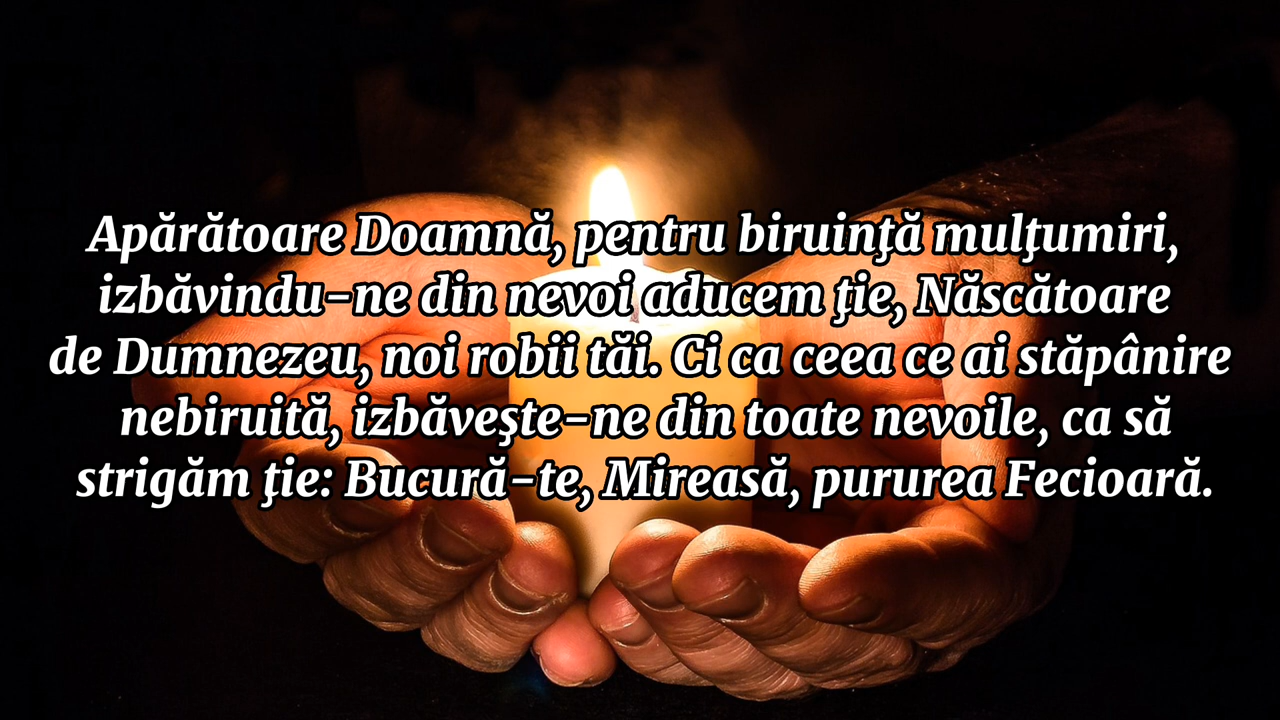 Apărătoare Doamnă, pentru biruinţă mulţumiri,
izbăvindu-ne din nevoi aducem ţie, Născătoare
de Dumnezeu, noi robii tăi. Ci ca ceea ce ai stăpânire
nebiruită, izbăveşte-ne din toate nevoile, ca să
strigăm ţie: Bucură-te, Mireasă, pururea Fecioară.